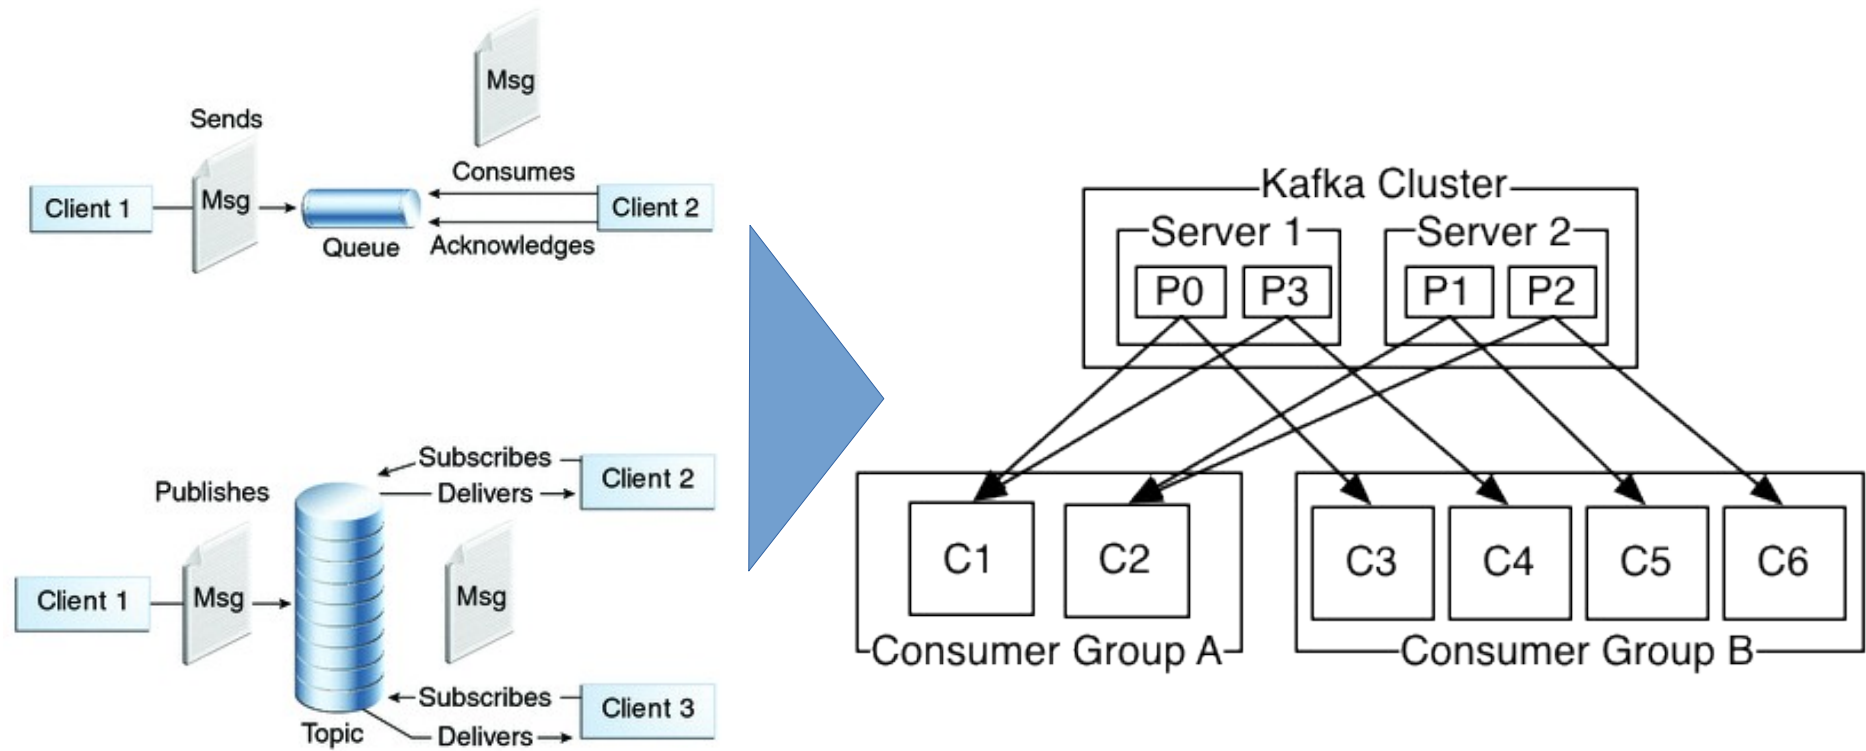 Msg
Sends
Msg
Client 1
Queue
Consumes
Acknowledges
Client 2
Publishes
Client 1
Msg
Topic
Subscribes
Delivers
Client 2
Msg
Subscribes
Delivers
Client 3
Kafka Cluster
Server 1
Server 2
P0
P3
P1
P2
C1
C2
C3
C4
C5
C6
Consumer Group A
Consumer Group B